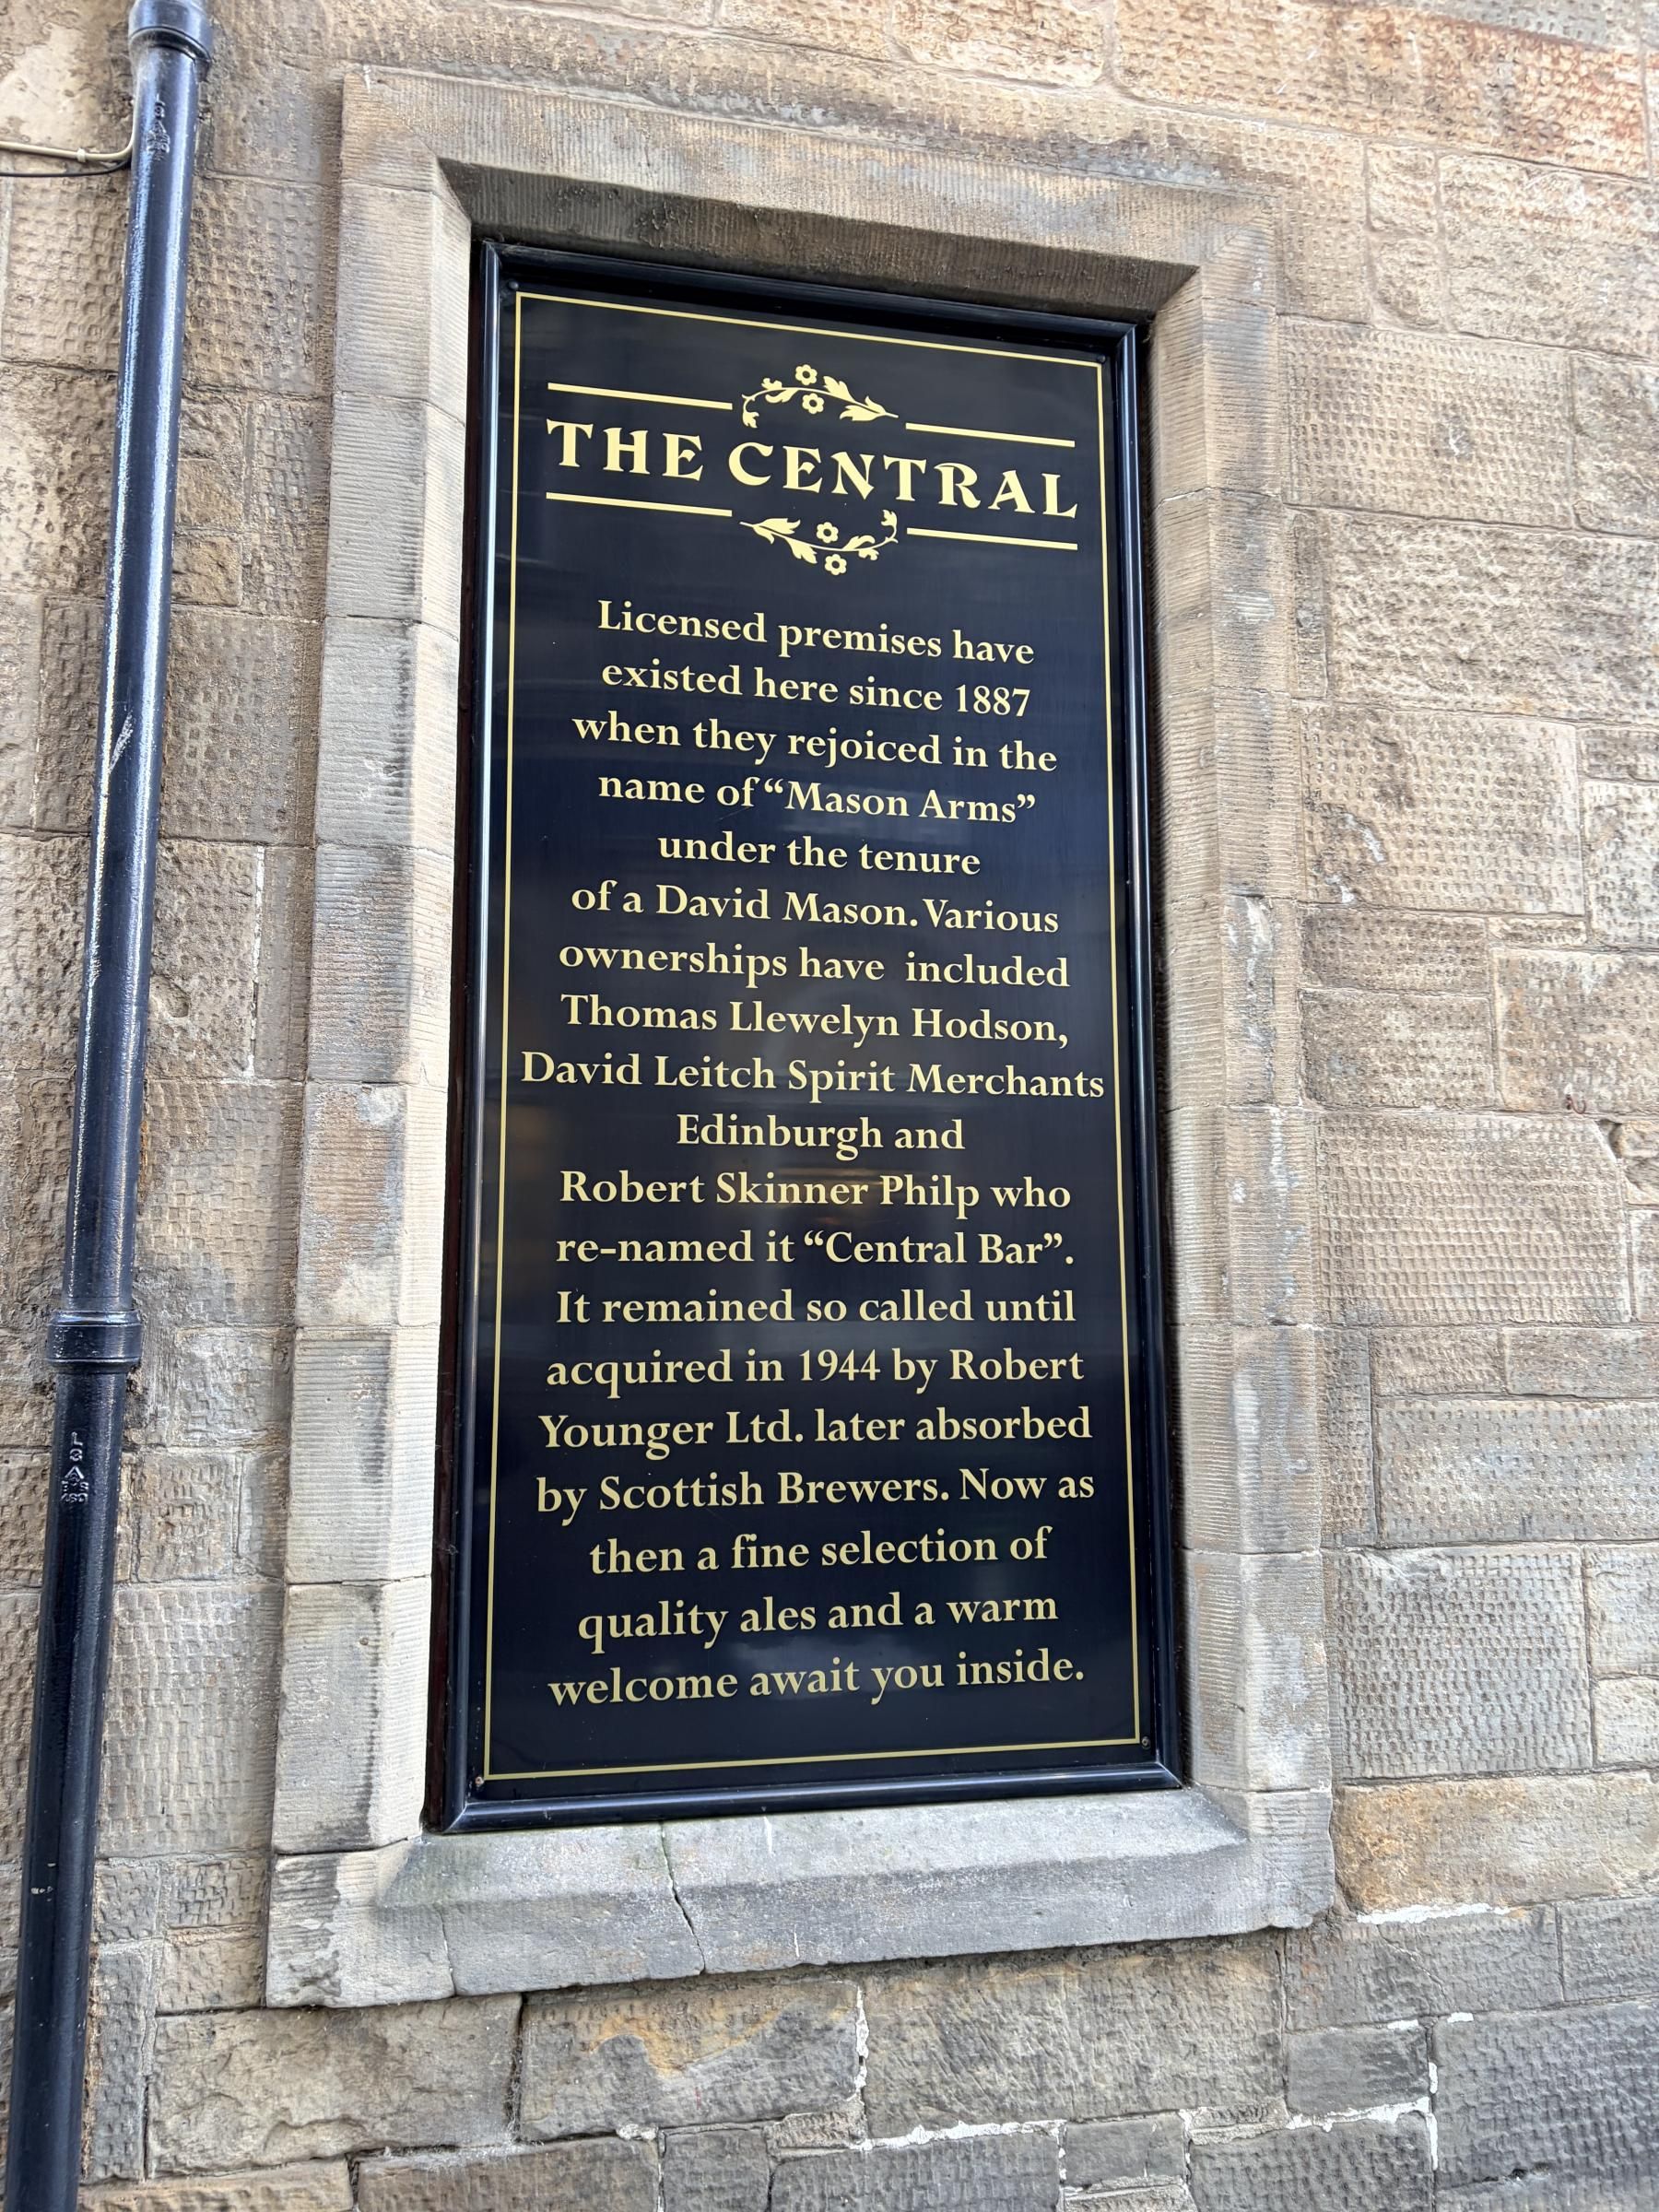 THE CENTRAL
Licensed premises have
existed here since 1887
when they rejoiced in the
name of “Mason Arms”
under the tenure
of a David Mason. Various
ownerships have included
Thomas Llewelyn Hodson,
David Leitch Spirit Merchants
Edinburgh and
Robert Skinner Philp who
re-named it “Central Bar”.
It remained so called until
acquired in 1944 by Robert
Younger Ltd. later absorbed
by Scottish Brewers. Now as
then a fine selection of
quality ales and a warm
welcome await you inside.